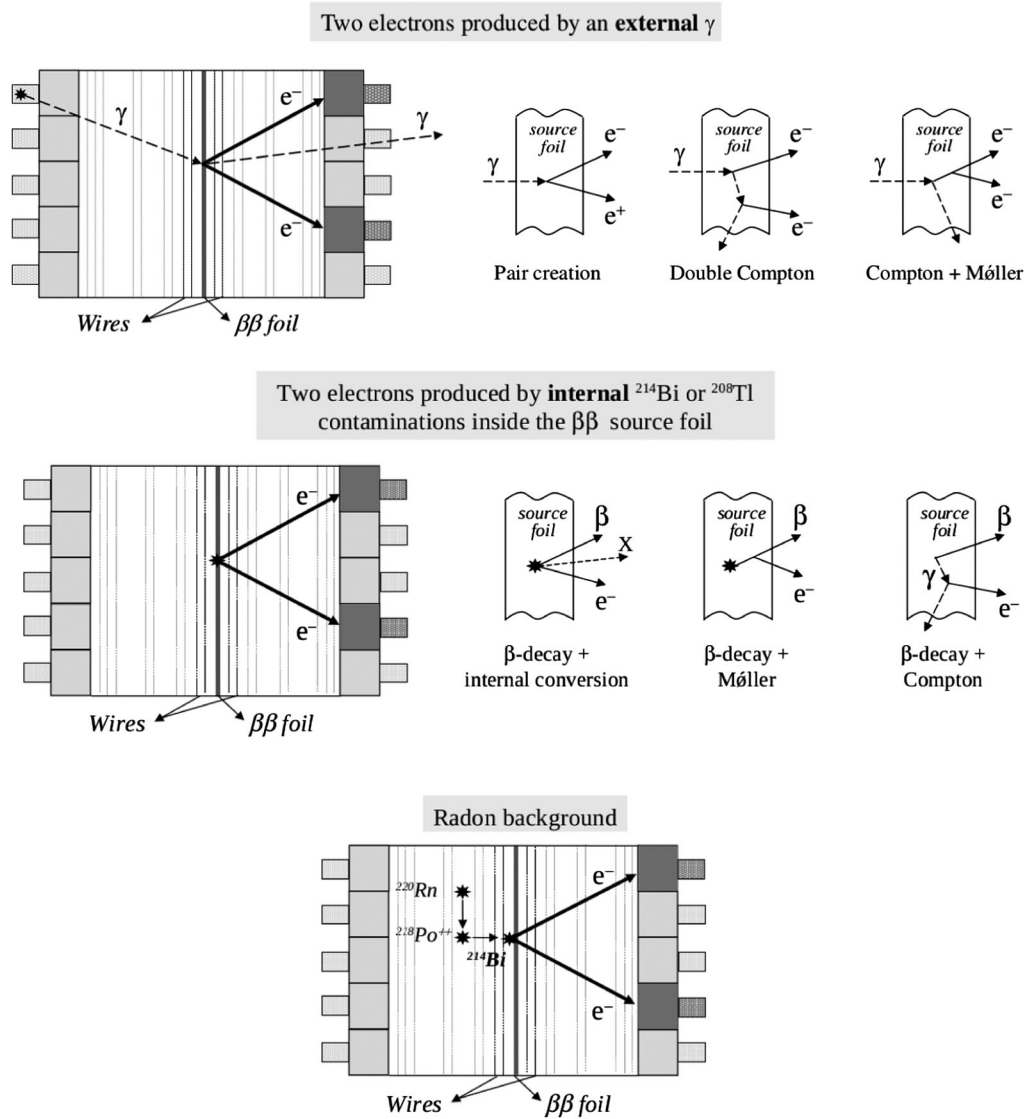 Two electrons produced by an external γ
γ
e⁻
e⁻
γ
Wires
ββ foil
source
foil
γ
e⁻
e⁺
Pair creation
source
foil
γ
e⁻
e⁻
Double Compton
source
foil
γ
e⁻
e⁻
Compton + Møller
Two electrons produced by internal ²¹⁴Bi or ²⁰⁸Tl
contaminations inside the ββ source foil
e⁻
e⁻
Wires
ββ foil
source
foil
β
X
e⁻
β-decay +
internal conversion
source
foil
β
e⁻
β-decay +
Møller
source
foil
β
γ
e⁻
β-decay +
Compton
Radon background
²²⁰Rn
²¹⁸Po⁺⁺
²¹⁴Bi
e⁻
e⁻
Wires
ββ foil